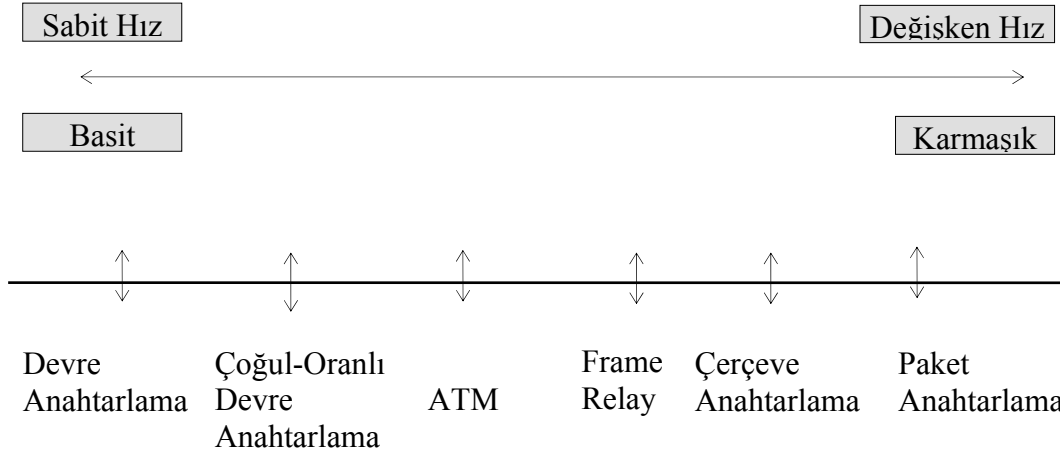 Sabit Hız
Değişken Hız
Basit
Karmaşık
Devre
Anahtarlama
Çoğul-Oranlı
Devre
Anahtarlama
ATM
Frame
Relay
Çerçeve
Anahtarlama
Paket
Anahtarlama